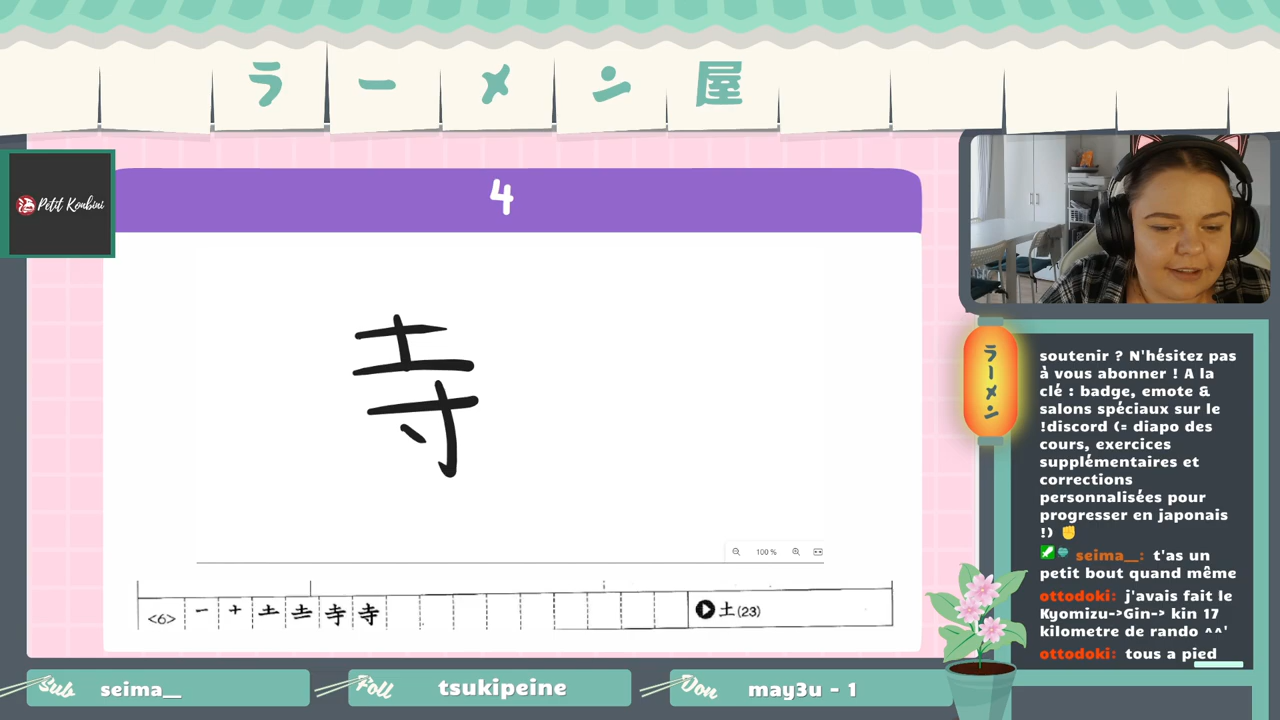 ラーメン屋
Petit Konbini
4
寺
100 %
<6> 一 十 土 圭 寺 寺
土(23)
ラーメン
soutenir ? N'hésitez pas
à vous abonner ! A la
clé : badge, emote &
salons spéciaux sur le
!discord (= diapo des
cours, exercices
supplémentaires et
corrections
personnalisées pour
progresser en japonais
!) ✊
seima__: t'as un
petit bout quand même
ottodoki: j'avais fait le
Kyomizu->Gin-> kin 17
kilometre de rando ^^'
ottodoki: tous a pied
Sub seima__
Foll tsukipeine
Don may3u - 1